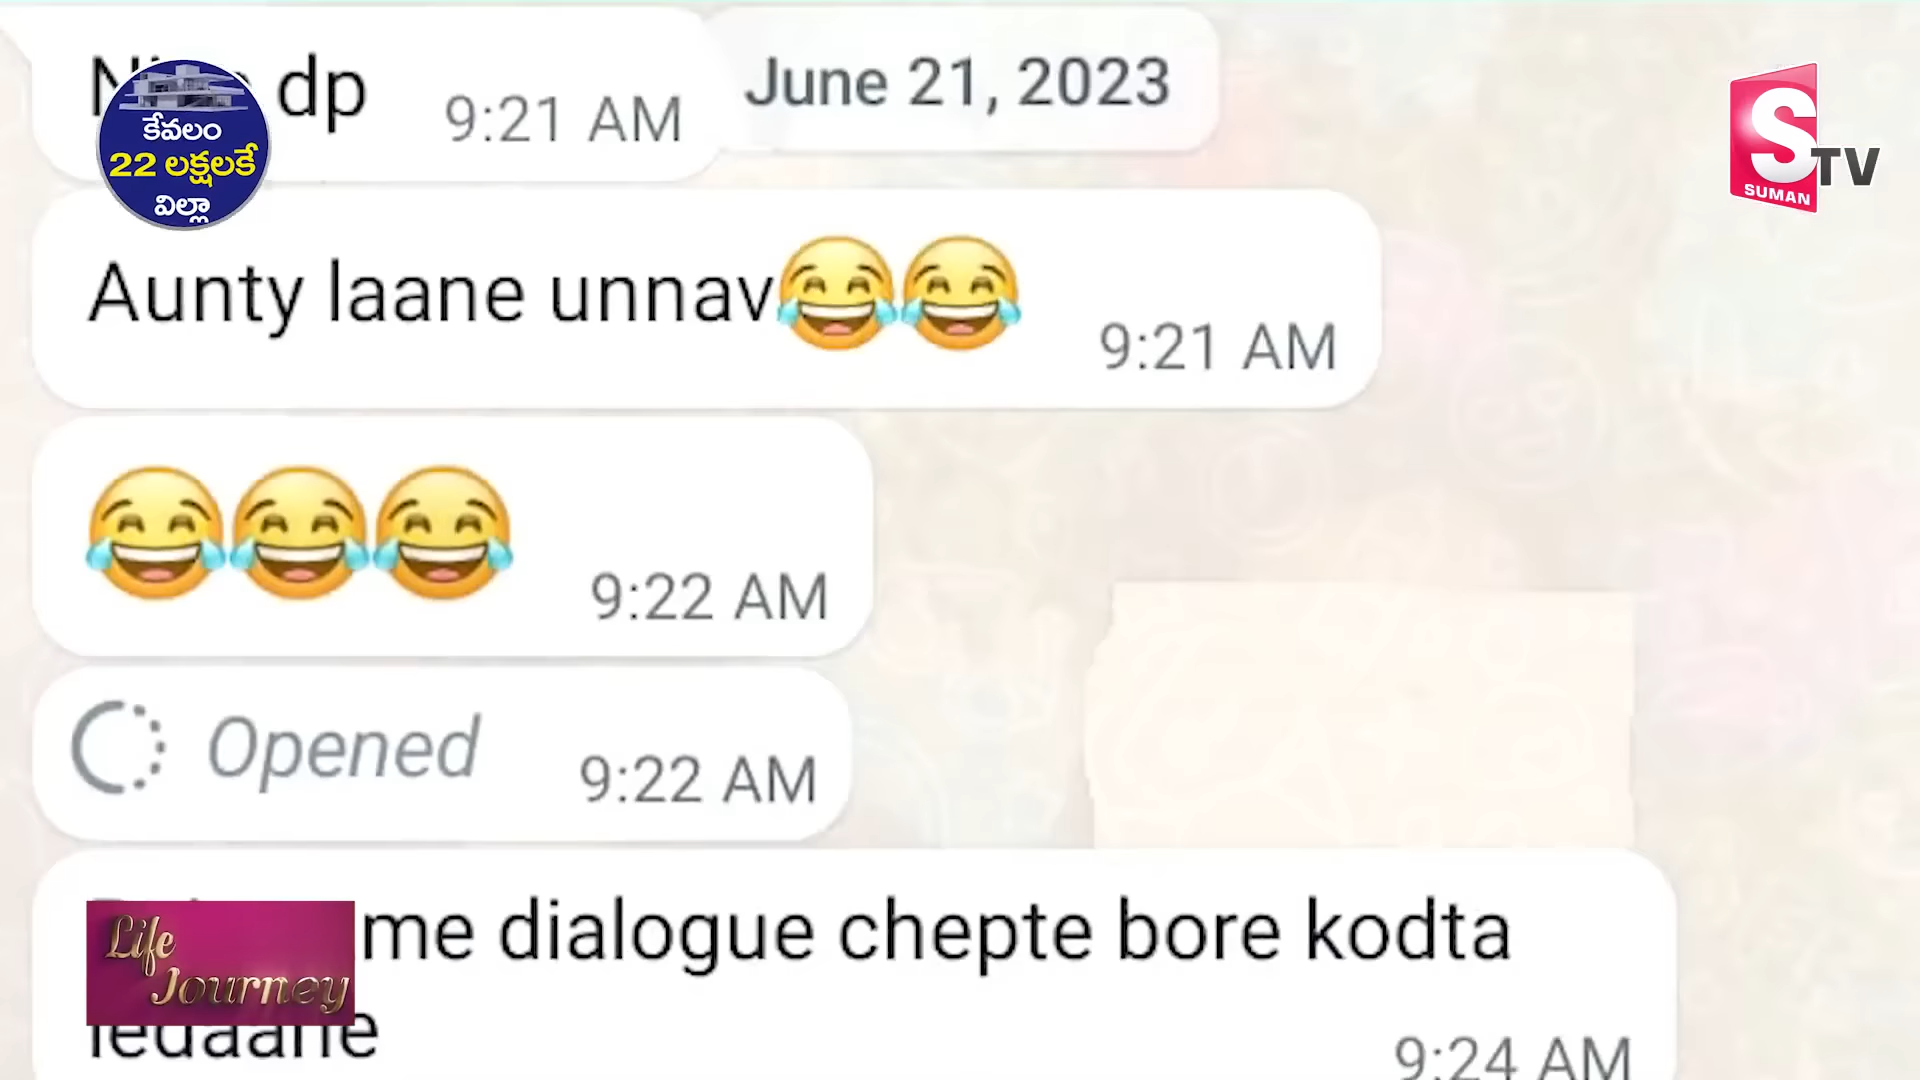 dp 9:21 AM
June 21, 2023
కేవలం
22 లక్షలకే
విల్లా
S TV
SUMAN
Aunty laane unnav😂😂 9:21 AM
😂😂😂 9:22 AM
Opened 9:22 AM
me dialogue chepte bore kodta
Life
Journey
9:24 AM